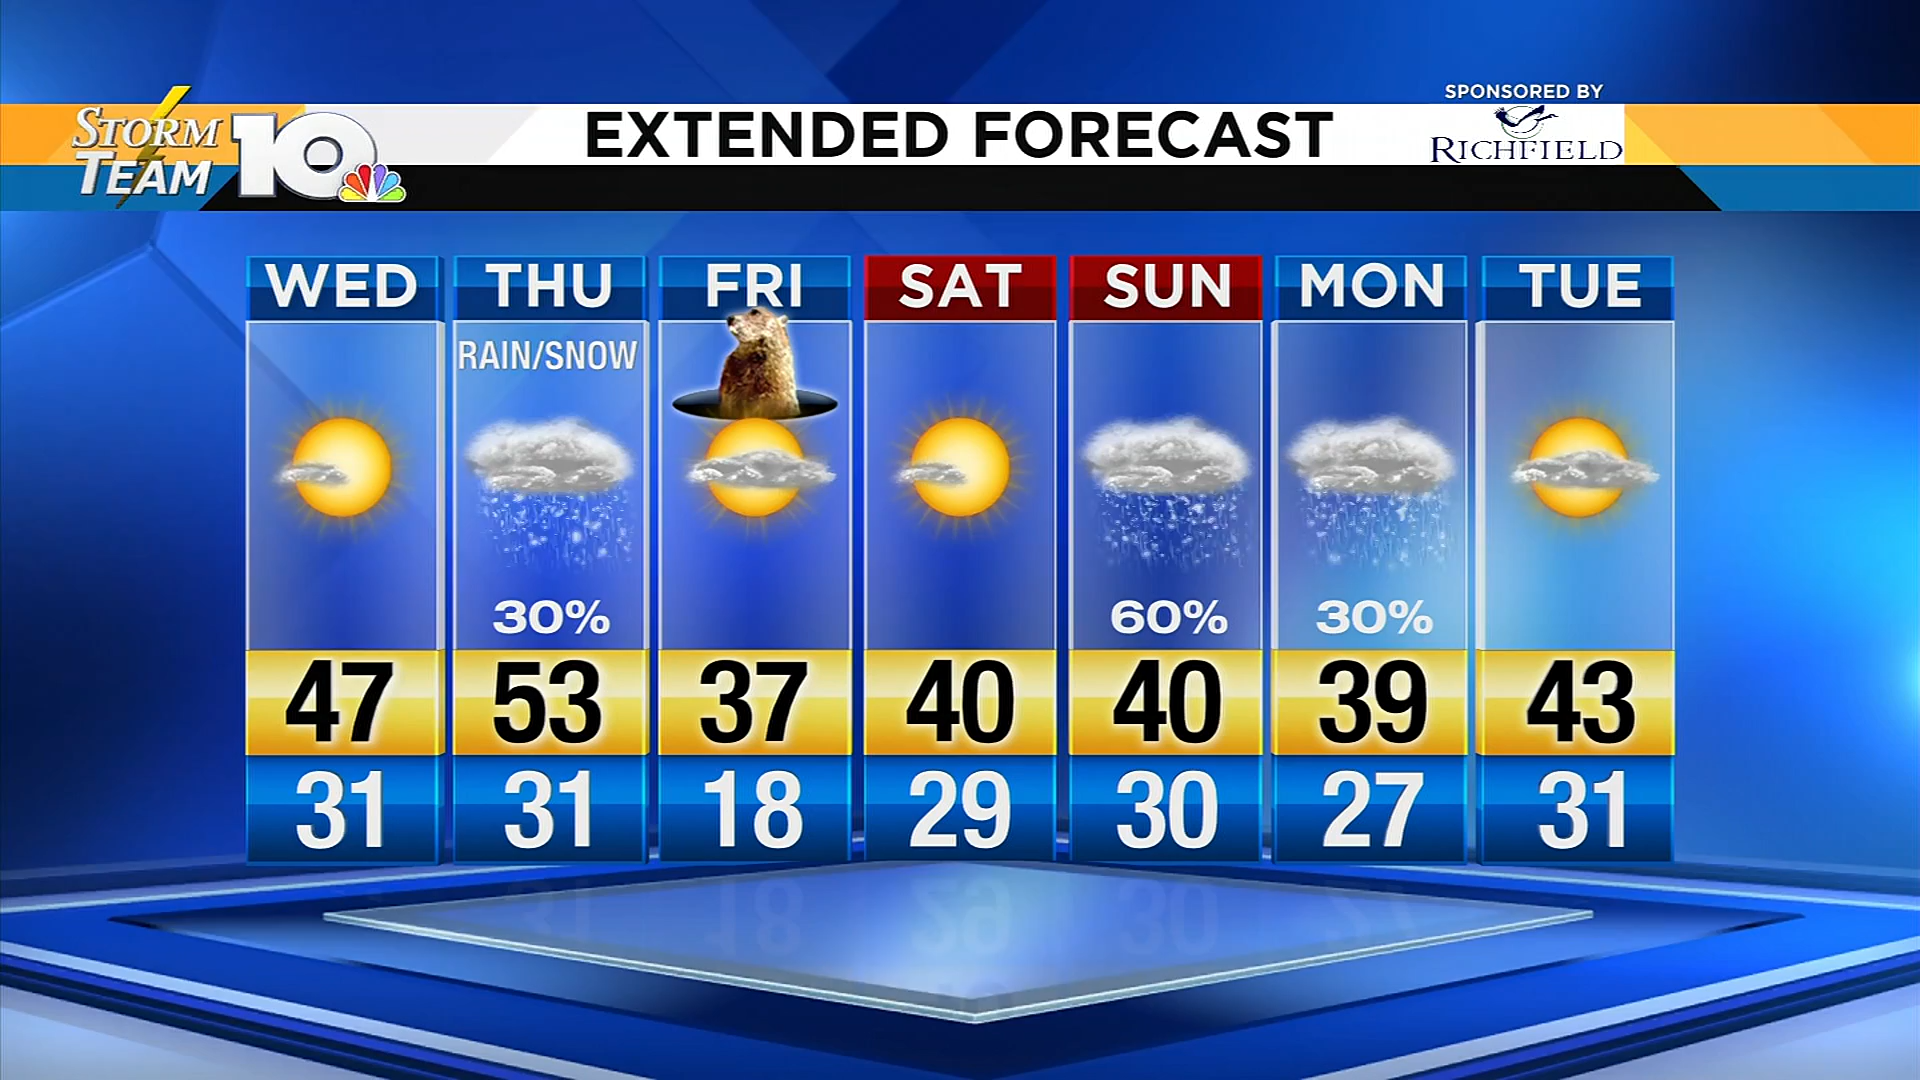 SPONSORED BY
STORM
TEAM
10
EXTENDED FORECAST
RICHFIELD
WED THU FRI SAT SUN MON TUE
RAIN/SNOW
30% 60% 30%
47 53 37 40 40 39 43
31 31 18 29 30 27 31